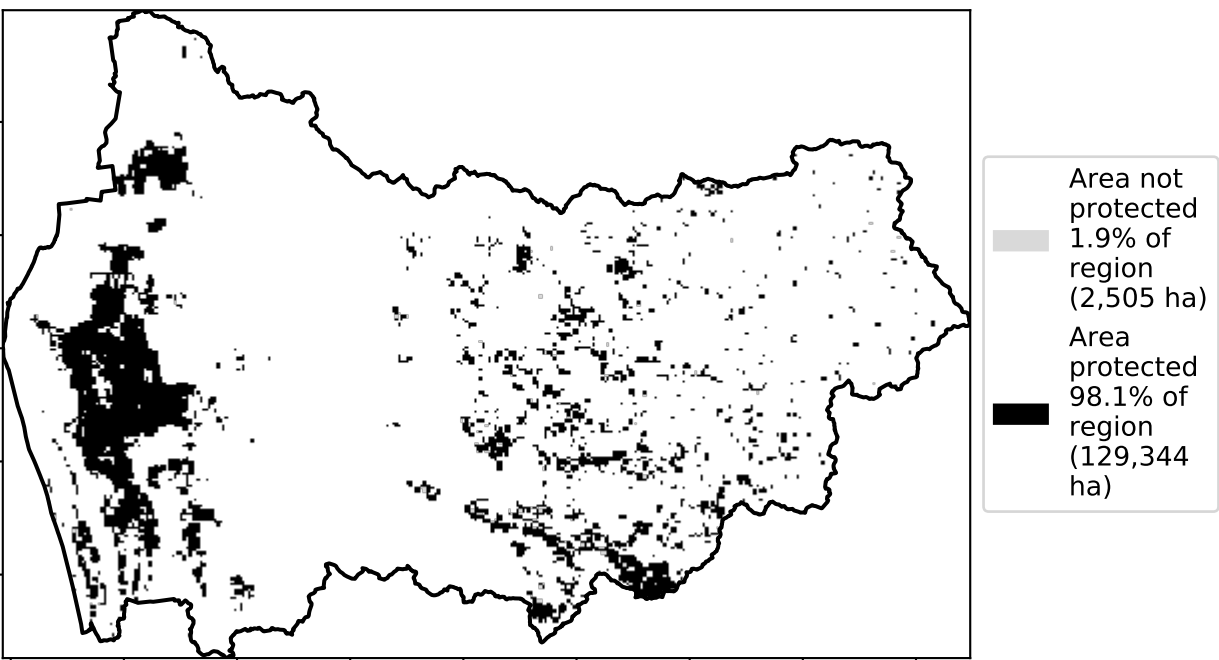 Area not
protected
1.9% of
region
(2,505 ha)
Area
protected
98.1% of
region
(129,344
ha)